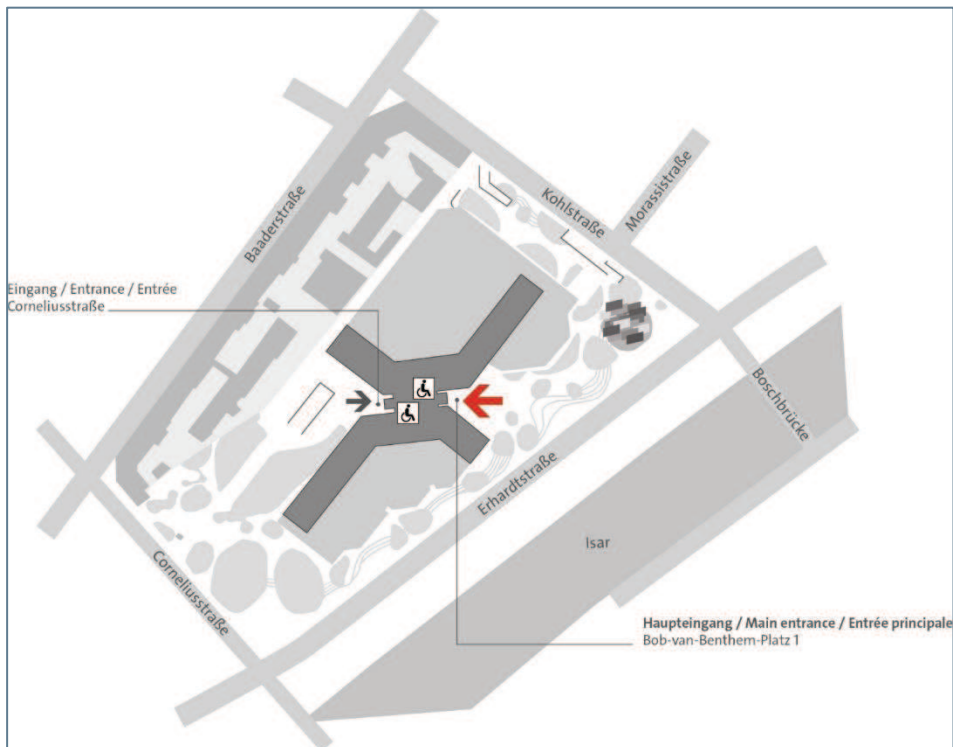 Kohlstraße
Morassistraße
Baaderstraße
Eingang / Entrance / Entrée
Corneliusstraße
Boschbrücke
Erhardtstraße
Isar
Corneliusstraße
Haupteingang / Main entrance / Entrée principale
Bob-van-Benthem-Platz 1